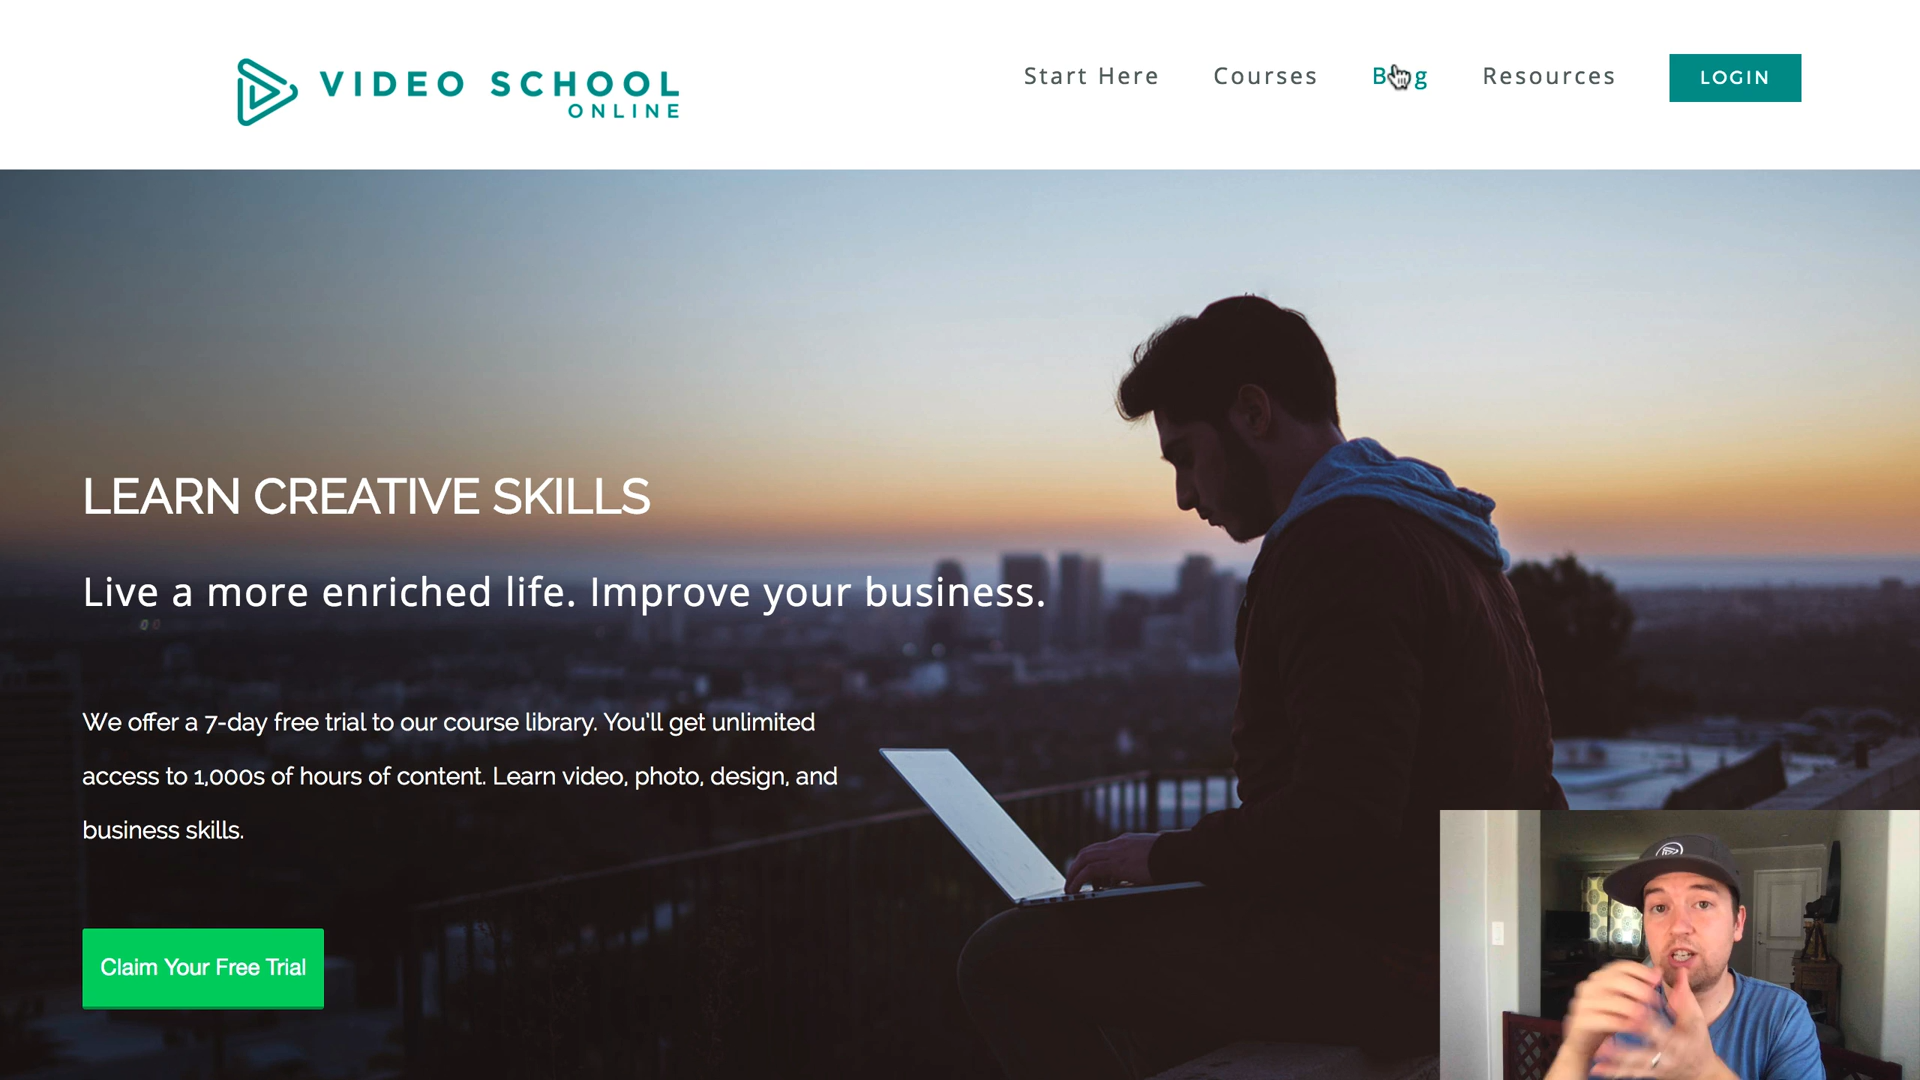 VIDEO SCHOOL
ONLINE
Start Here
Courses
Blog
Resources
LOGIN
LEARN CREATIVE SKILLS
Live a more enriched life. Improve your business.
We offer a 7-day free trial to our course library. You'll get unlimited
access to 1,000s of hours of content. Learn video, photo, design, and
business skills.
Claim Your Free Trial